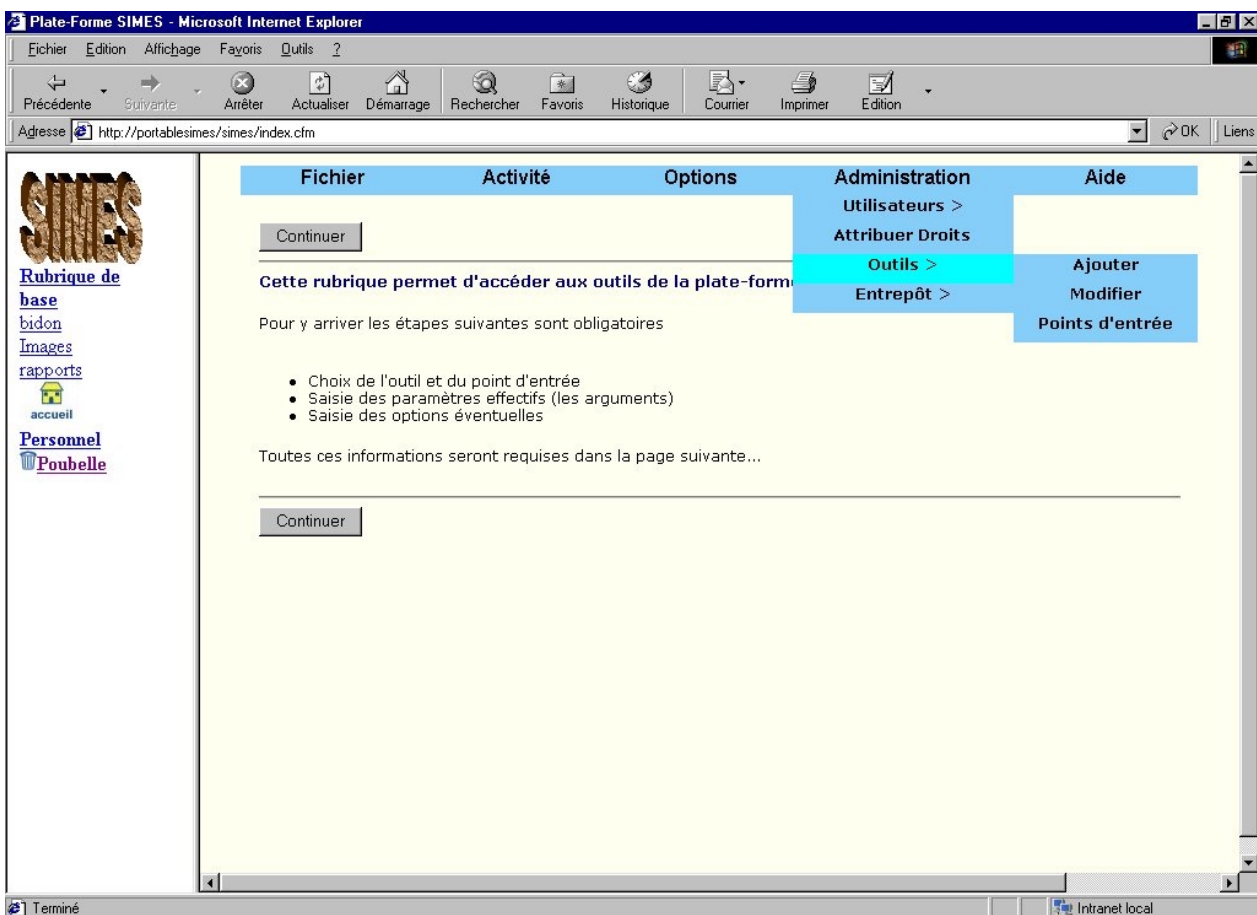 Plate-Forme SIMES - Microsoft Internet Explorer
Fichier Edition Affichage Favoris Outils ?
Précédente Suivante Arrêter Actualiser Démarrage Rechercher Favoris Historique Courrier Imprimer Edition
Adresse http://portablesimes/simes/index.cfm OK Liens
SIMES
Rubrique de
base
bidon
Images
rapports
accueil
Personnel
Poubelle
Fichier Activité Options Administration Aide
Utilisateurs >
Attribuer Droits
Outils >
Entrepôt >
Ajouter
Modifier
Points d'entrée
Continuer
Cette rubrique permet d'accéder aux outils de la plate-forme
Pour y arriver les étapes suivantes sont obligatoires
• Choix de l'outil et du point d'entrée
• Saisie des paramètres effectifs (les arguments)
• Saisie des options éventuelles
Toutes ces informations seront requises dans la page suivante...
Continuer
Terminé Intranet local